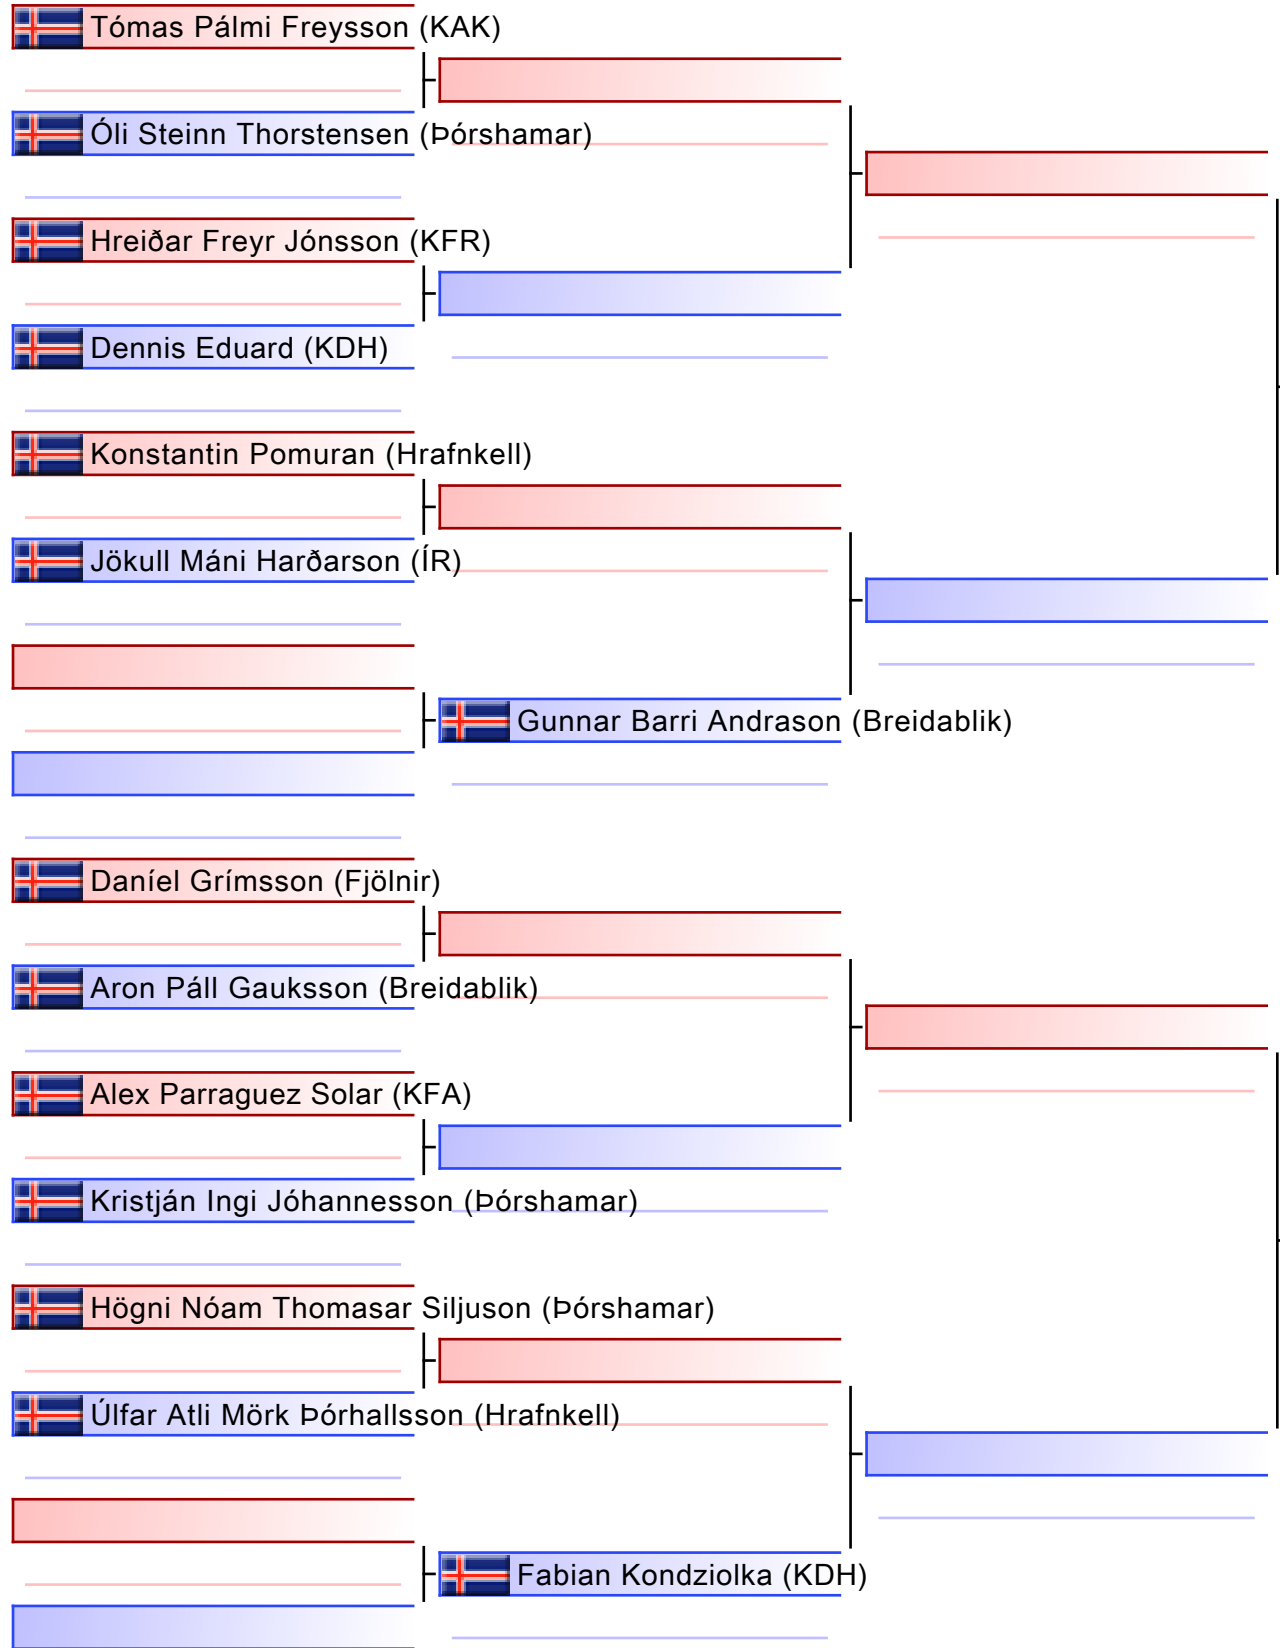 Tómas Pálmi Freysson (KAK)
Óli Steinn Thorstensen (Þórshamar)
Hreiðar Freyr Jónsson (KFR)
Dennis Eduard (KDH)
Konstantin Pomuran (Hrafnkell)
Jökull Máni Harðarson (ÍR)
Gunnar Barri Andrason (Breidablik)
Daníel Grímsson (Fjölnir)
Aron Páll Gauksson (Breidablik)
Alex Parraguez Solar (KFA)
Kristján Ingi Jóhannesson (Þórshamar)
Högni Nóam Thomasar Siljuson (Þórshamar)
Úlfar Atli Mörk Þórhallsson (Hrafnkell)
Fabian Kondziolka (KDH)